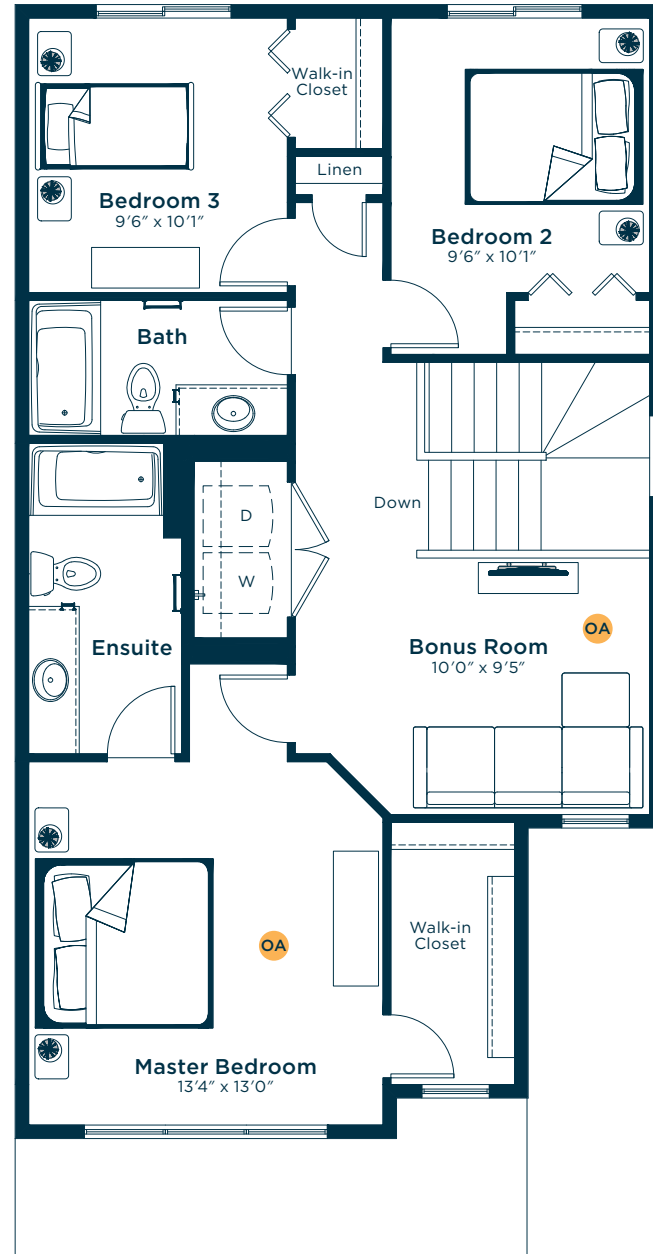 Walk-in
Closet
Linen
Bedroom 3
9′6″ x 10′1″
Bedroom 2
9′6″ x 10′1″
Bath
D
Down
W
OA
Ensuite
Bonus Room
10′0″ x 9′5″
OA
Walk-in
Closet
Master Bedroom
13′4″ x 13′0″